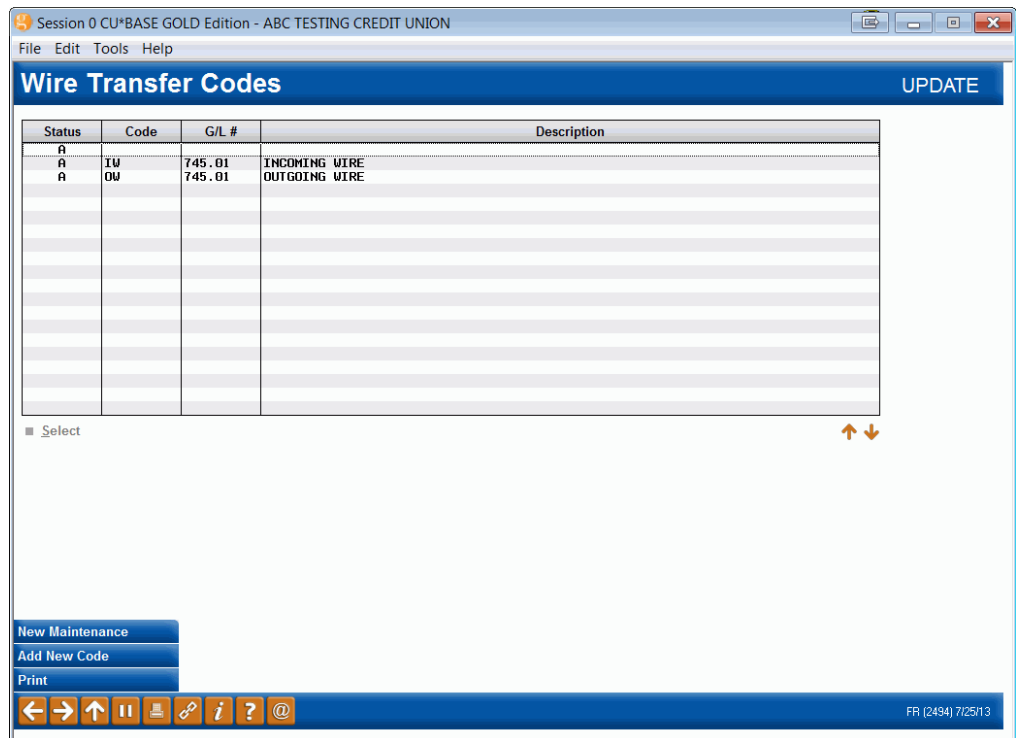 Session 0 CU*BASE GOLD Edition - ABC TESTING CREDIT UNION
File Edit Tools Help
Wire Transfer Codes UPDATE
Status Code G/L # Description
A
A IW 745.01 INCOMING WIRE
A OW 745.01 OUTGOING WIRE
Select
New Maintenance
Add New Code
Print
FR (2494) 7/25/13